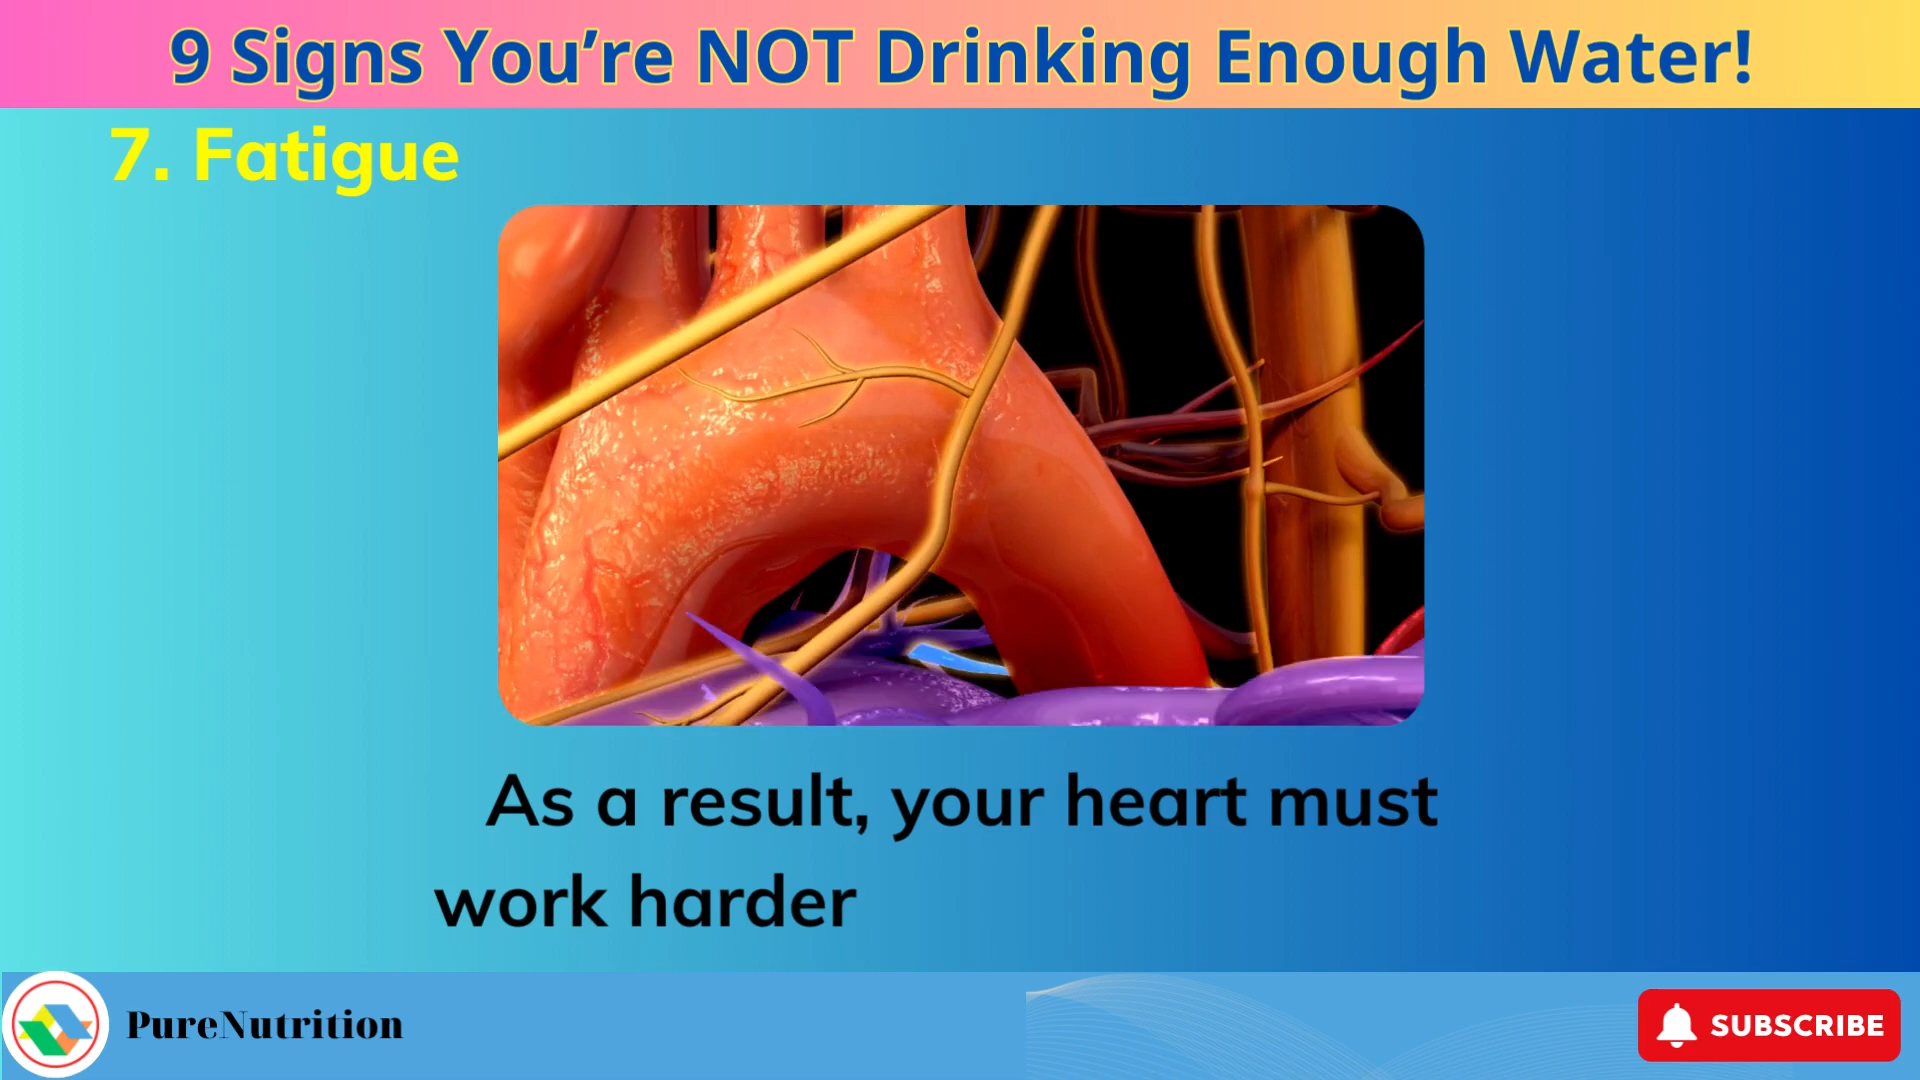 9 Signs You’re NOT Drinking Enough Water!
7. Fatigue
As a result, your heart must
work harder
PureNutrition
SUBSCRIBE